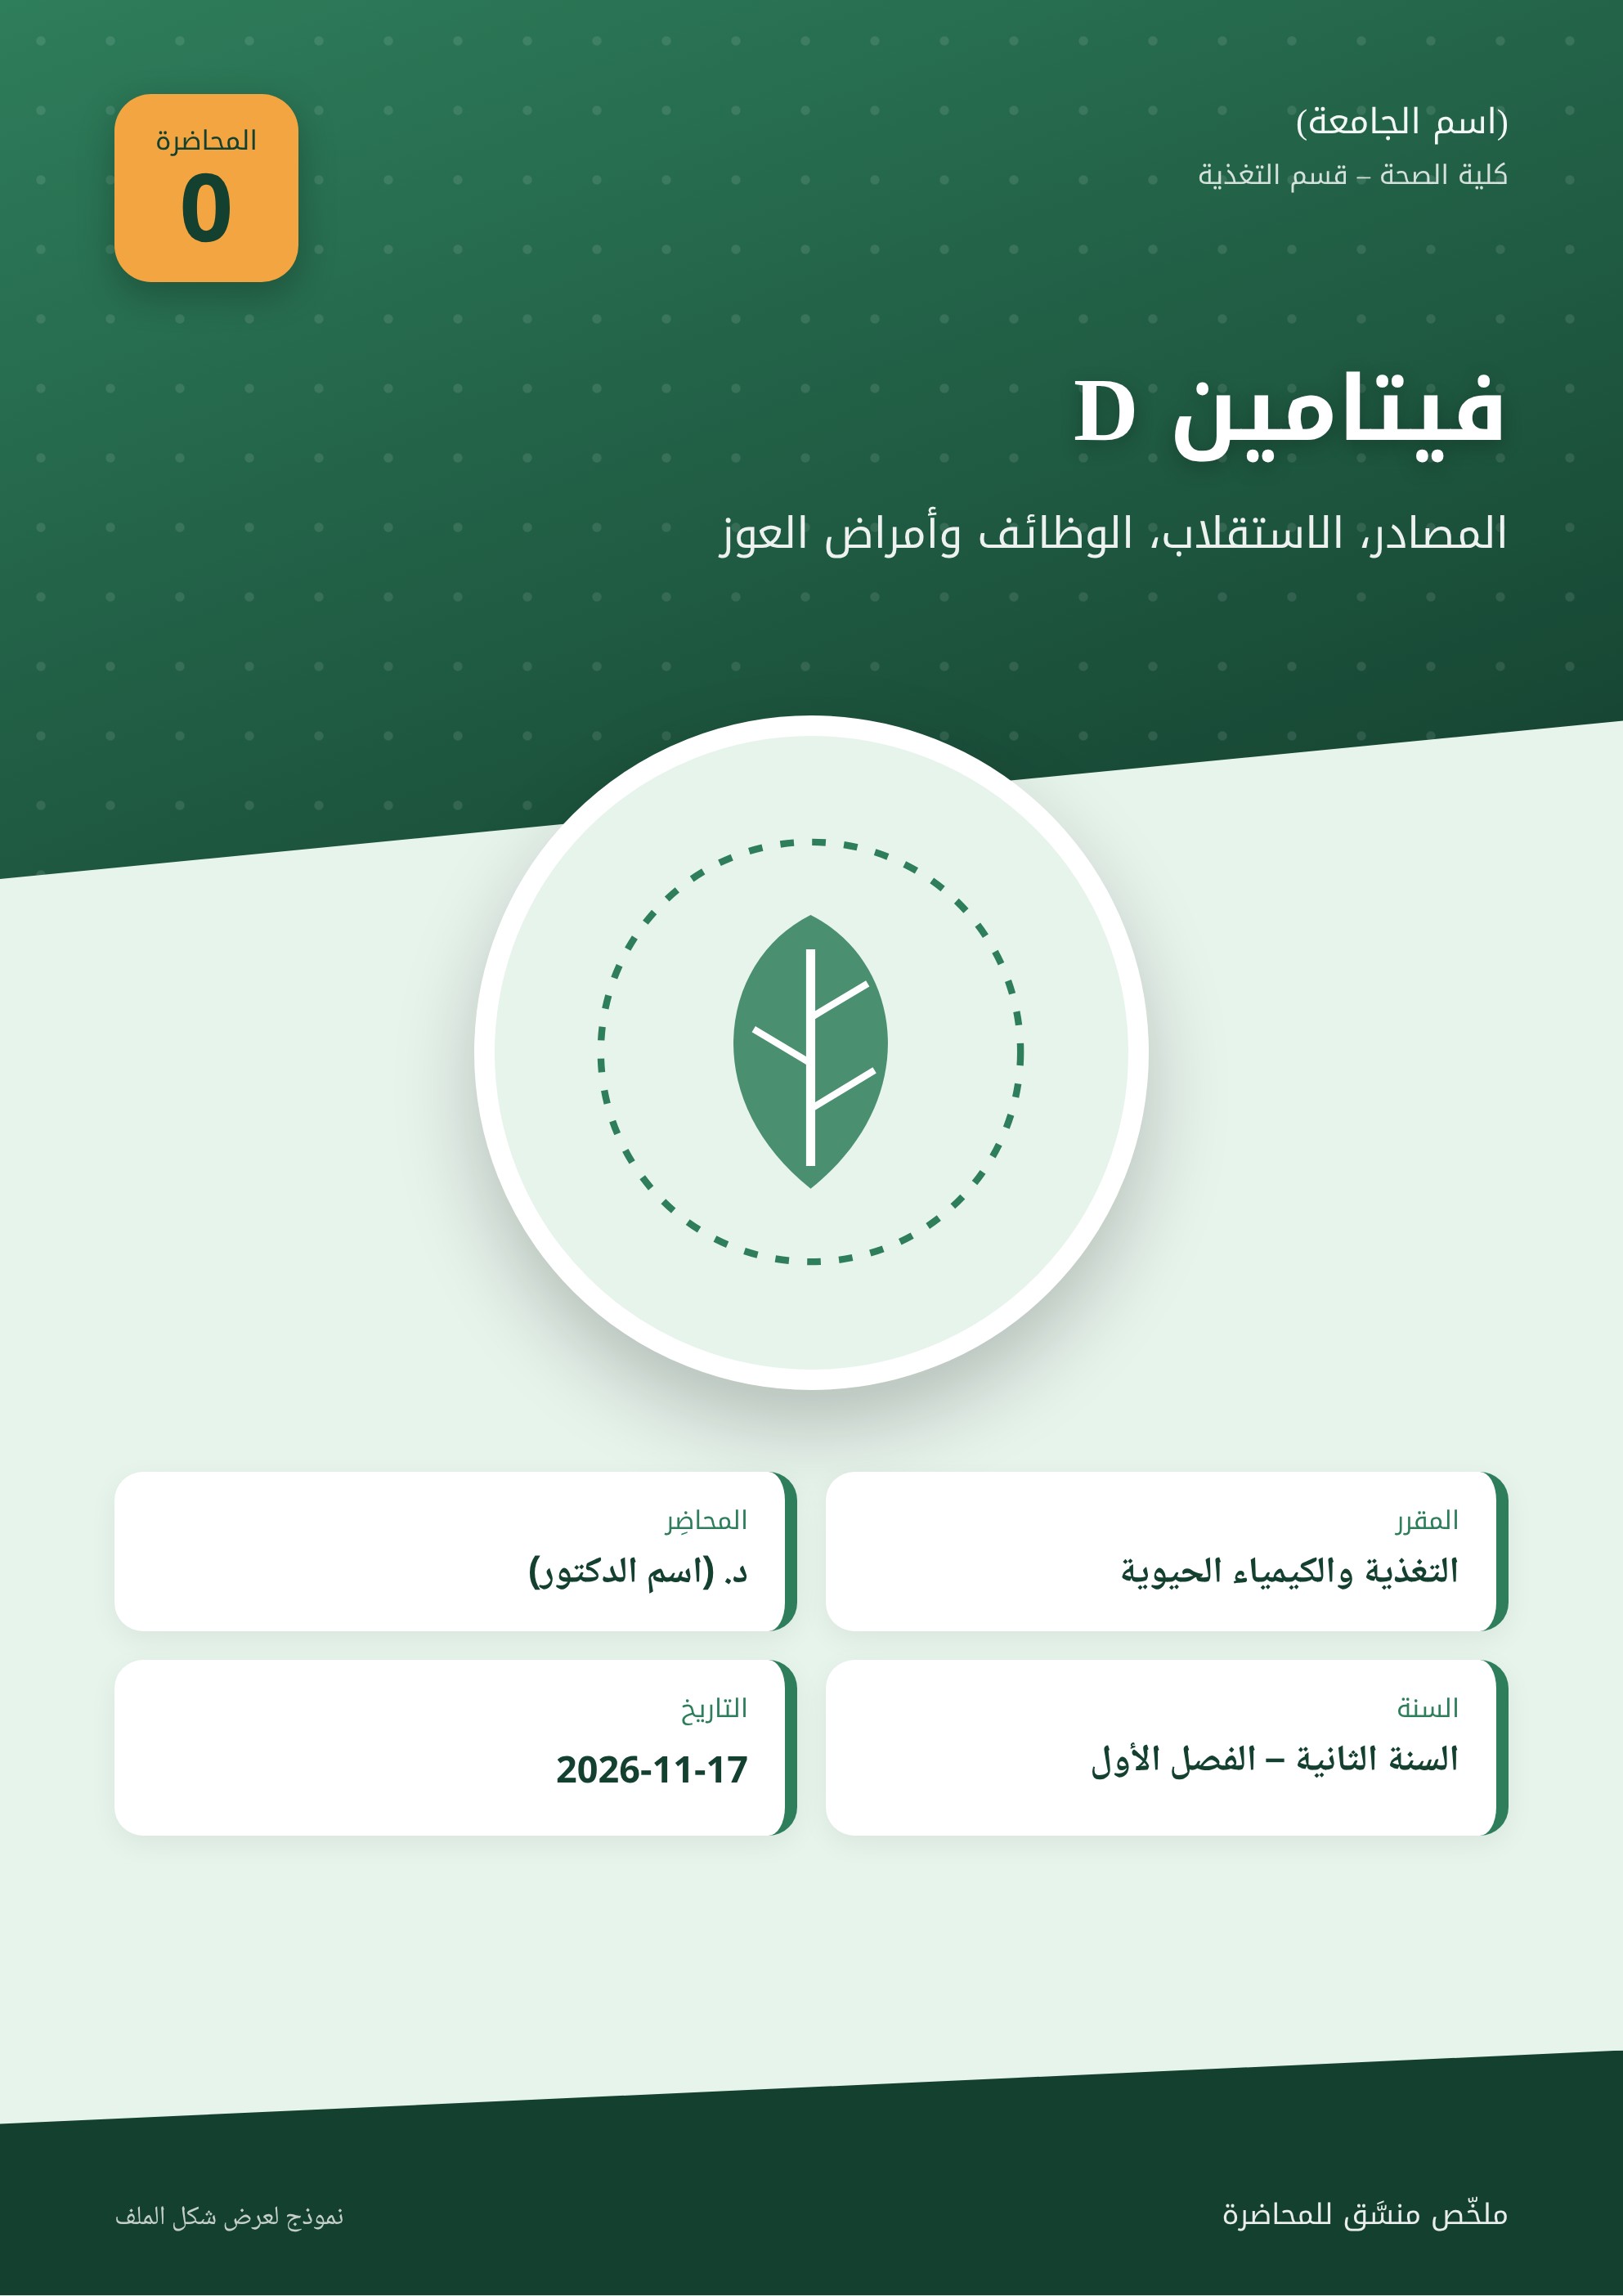 (اسم الجامعة)
كلية الصحة – قسم التغذية
المحاضرة
0
فيتامين D
المصادر، الاستقلاب، الوظائف وأمراض العوز
المقرر
التغذية والكيمياء الحيوية
المحاضِر
د. (اسم الدكتور)
السنة
السنة الثانية – الفصل الأول
التاريخ
2026-11-17
ملخّص منسَّق للمحاضرة
نموذج لعرض شكل الملف